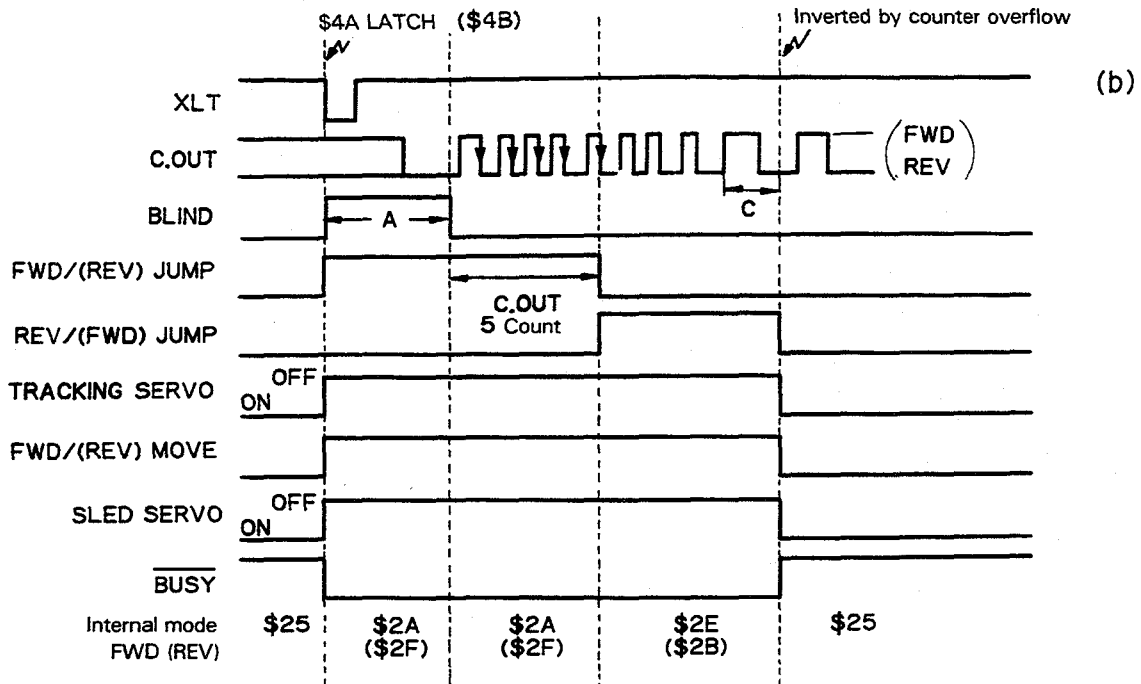 $4A LATCH ($4B)
Inverted by counter overflow
(b)
XLT
C.OUT
(FWD
REV)
C
BLIND
A
FWD/(REV) JUMP
C.OUT
5 Count
REV/(FWD) JUMP
TRACKING SERVO
OFF
ON
FWD/(REV) MOVE
SLED SERVO
OFF
ON
BUSY
Internal mode
FWD (REV)
$25
$2A
($2F)
$2A
($2F)
$2E
($2B)
$25